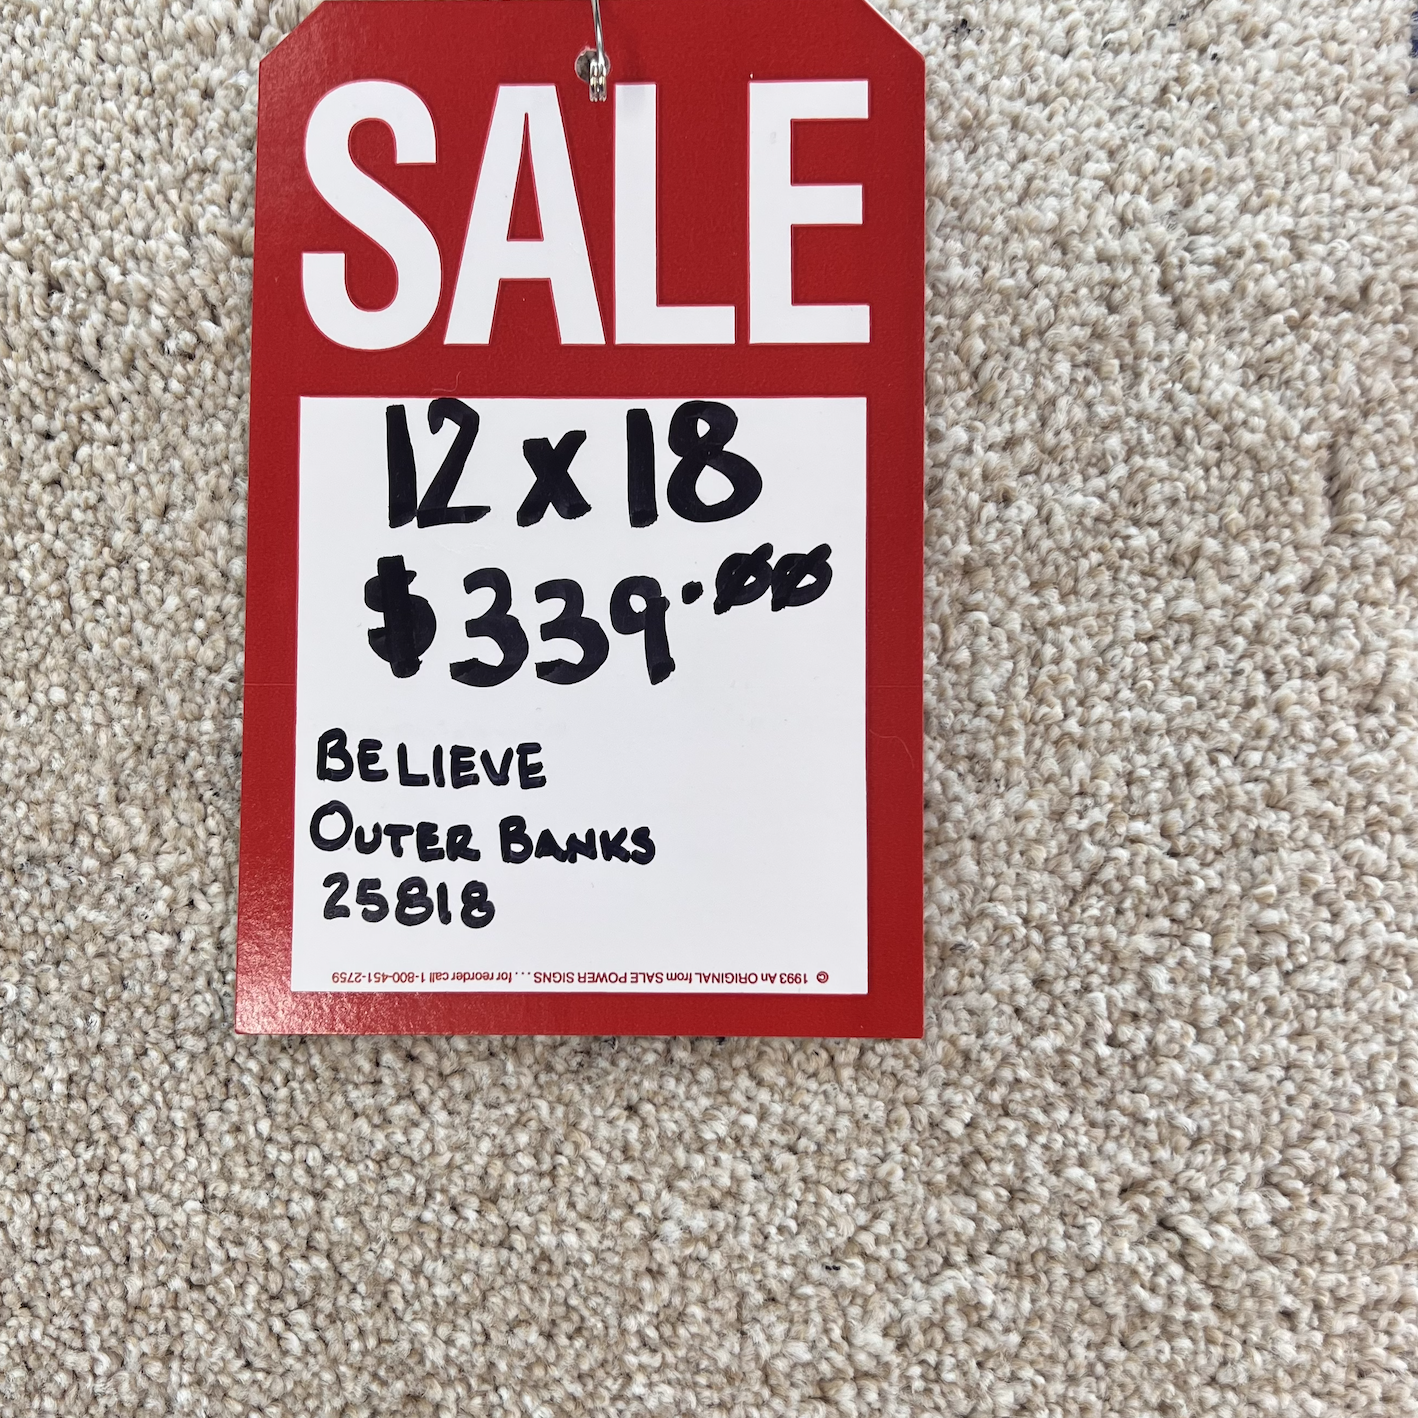 SALE
12 x 18
$339.00
BELIEVE
OUTER BANKS
25818
© 1993 An ORIGINAL from SALE POWER SIGNS . . . . for reorder call 1-800-451-2759